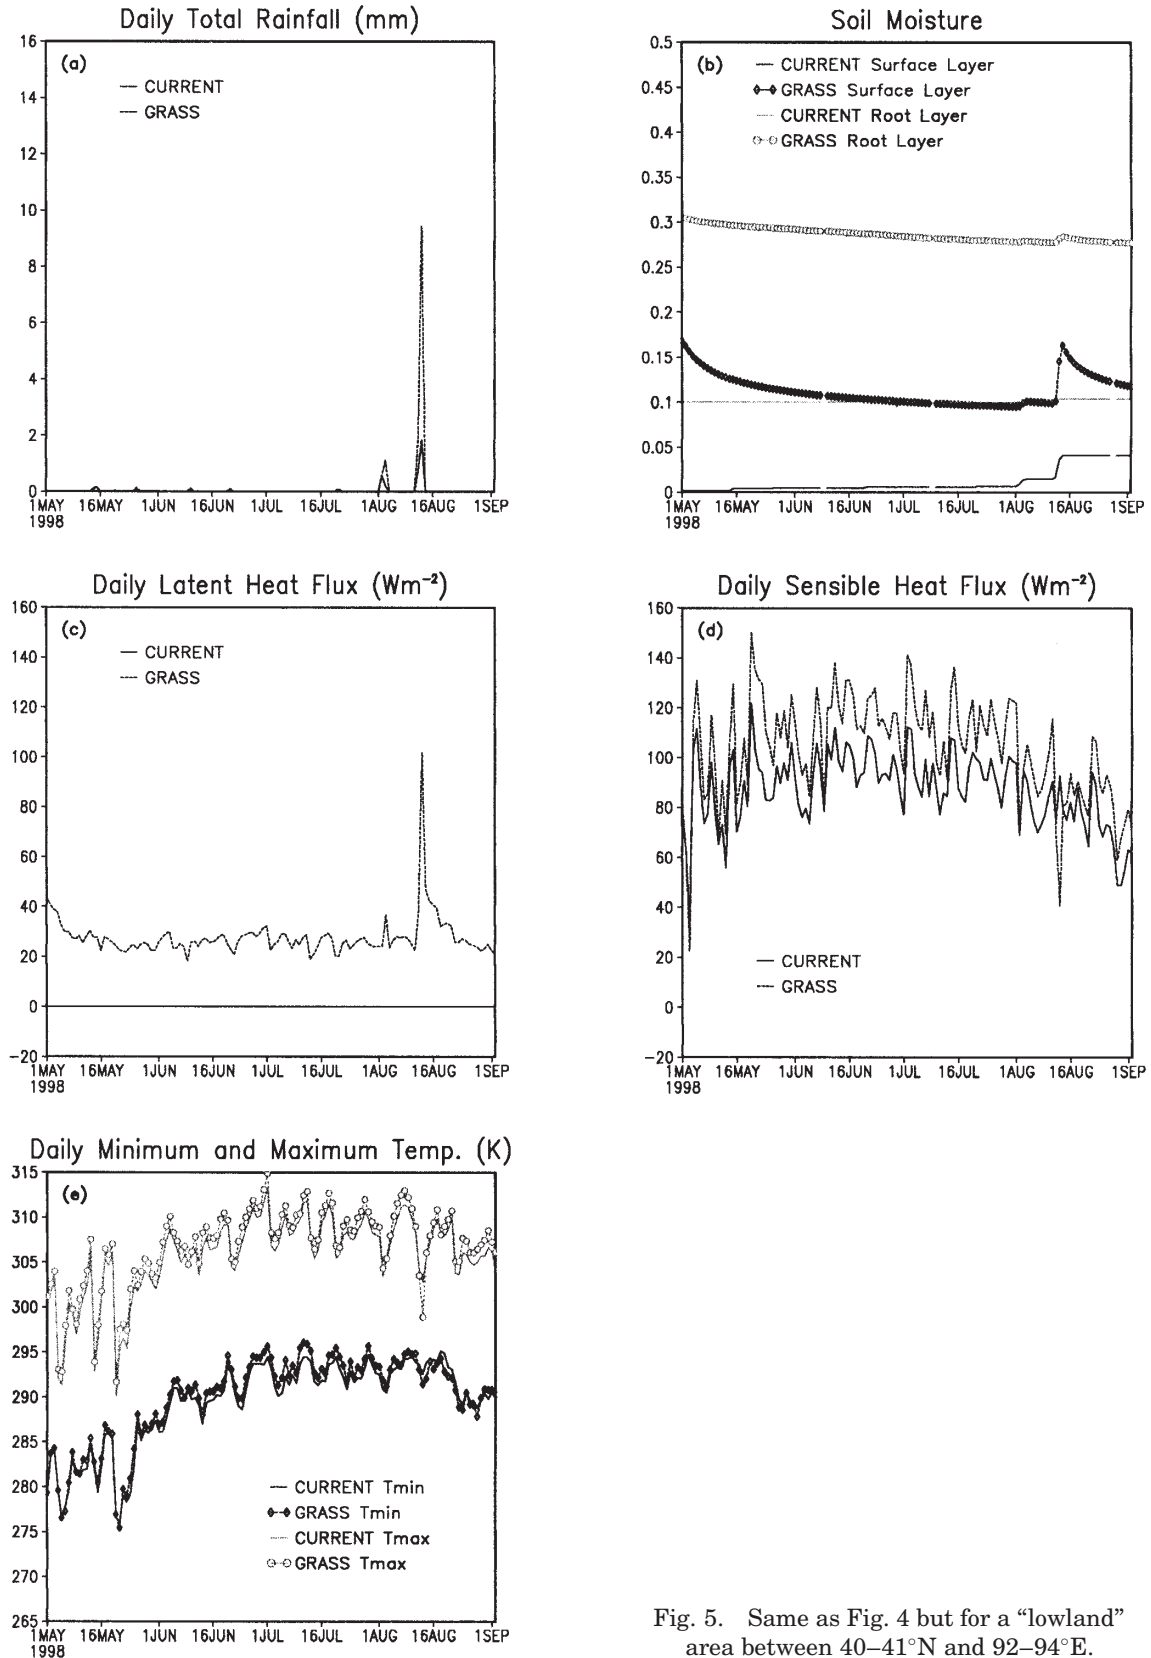 Daily Total Rainfall (mm)
16
14
12
10
8
6
4
2
0
(a)
CURRENT
GRASS
1MAY 16MAY 1JUN 16JUN 1JUL 16JUL 1AUG 16AUG 1SEP
1998
Soil Moisture
0.5
0.45
0.4
0.35
0.3
0.25
0.2
0.15
0.1
0.05
0
(b)
CURRENT Surface Layer
GRASS Surface Layer
CURRENT Root Layer
GRASS Root Layer
1MAY 16MAY 1JUN 16JUN 1JUL 16JUL 1AUG 16AUG 1SEP
1998
Daily Latent Heat Flux (Wm⁻²)
160
140
120
100
80
60
40
20
0
−20
(c)
CURRENT
GRASS
1MAY 16MAY 1JUN 16JUN 1JUL 16JUL 1AUG 16AUG 1SEP
1998
Daily Sensible Heat Flux (Wm⁻²)
160
140
120
100
80
60
40
20
0
−20
(d)
CURRENT
GRASS
1MAY 16MAY 1JUN 16JUN 1JUL 16JUL 1AUG 16AUG 1SEP
1998
Daily Minimum and Maximum Temp. (K)
315
310
305
300
295
290
285
280
275
270
265
(e)
CURRENT Tmin
GRASS Tmin
CURRENT Tmax
GRASS Tmax
1MAY 16MAY 1JUN 16JUN 1JUL 16JUL 1AUG 16AUG 1SEP
1998
Fig. 5. Same as Fig. 4 but for a “lowland”
area between 40–41°N and 92–94°E.